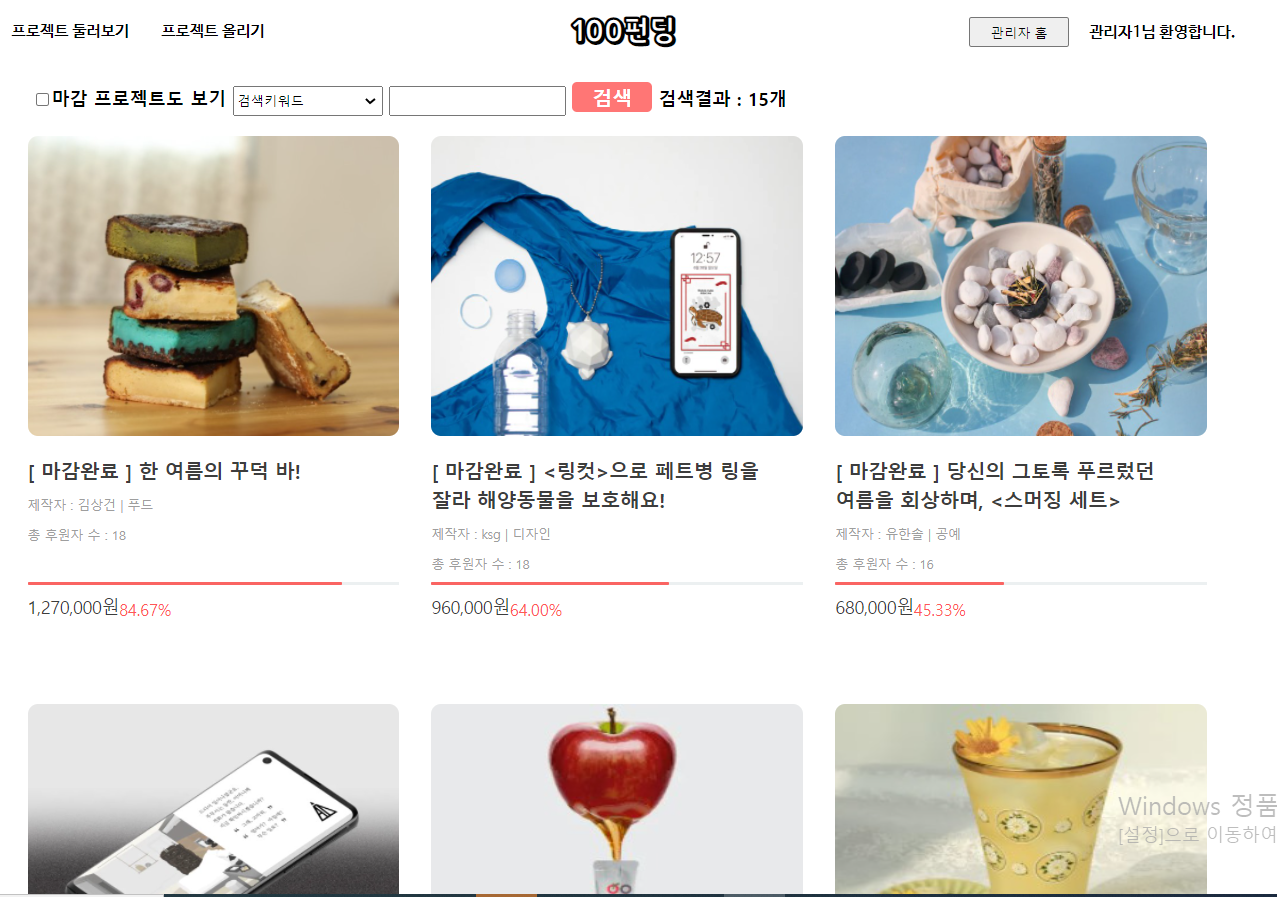 프로젝트 둘러보기 프로젝트 올리기 100펀딩 관리자 홈 관리자1님 환영합니다.
마감 프로젝트도 보기 검색키워드 검색 검색결과 : 15개
12:57
[ 마감완료 ] 한 여름의 꾸덕 바!
제작자 : 김상건 | 푸드
총 후원자 수 : 18
1,270,000원84.67%
[ 마감완료 ] <링컷>으로 페트병 링을
잘라 해양동물을 보호해요!
제작자 : ksg | 디자인
총 후원자 수 : 18
960,000원64.00%
[ 마감완료 ] 당신의 그토록 푸르렀던
여름을 회상하며, <스머징 세트>
제작자 : 유한솔 | 공예
총 후원자 수 : 16
680,000원45.33%
Windows 정품
[설정]으로 이동하여